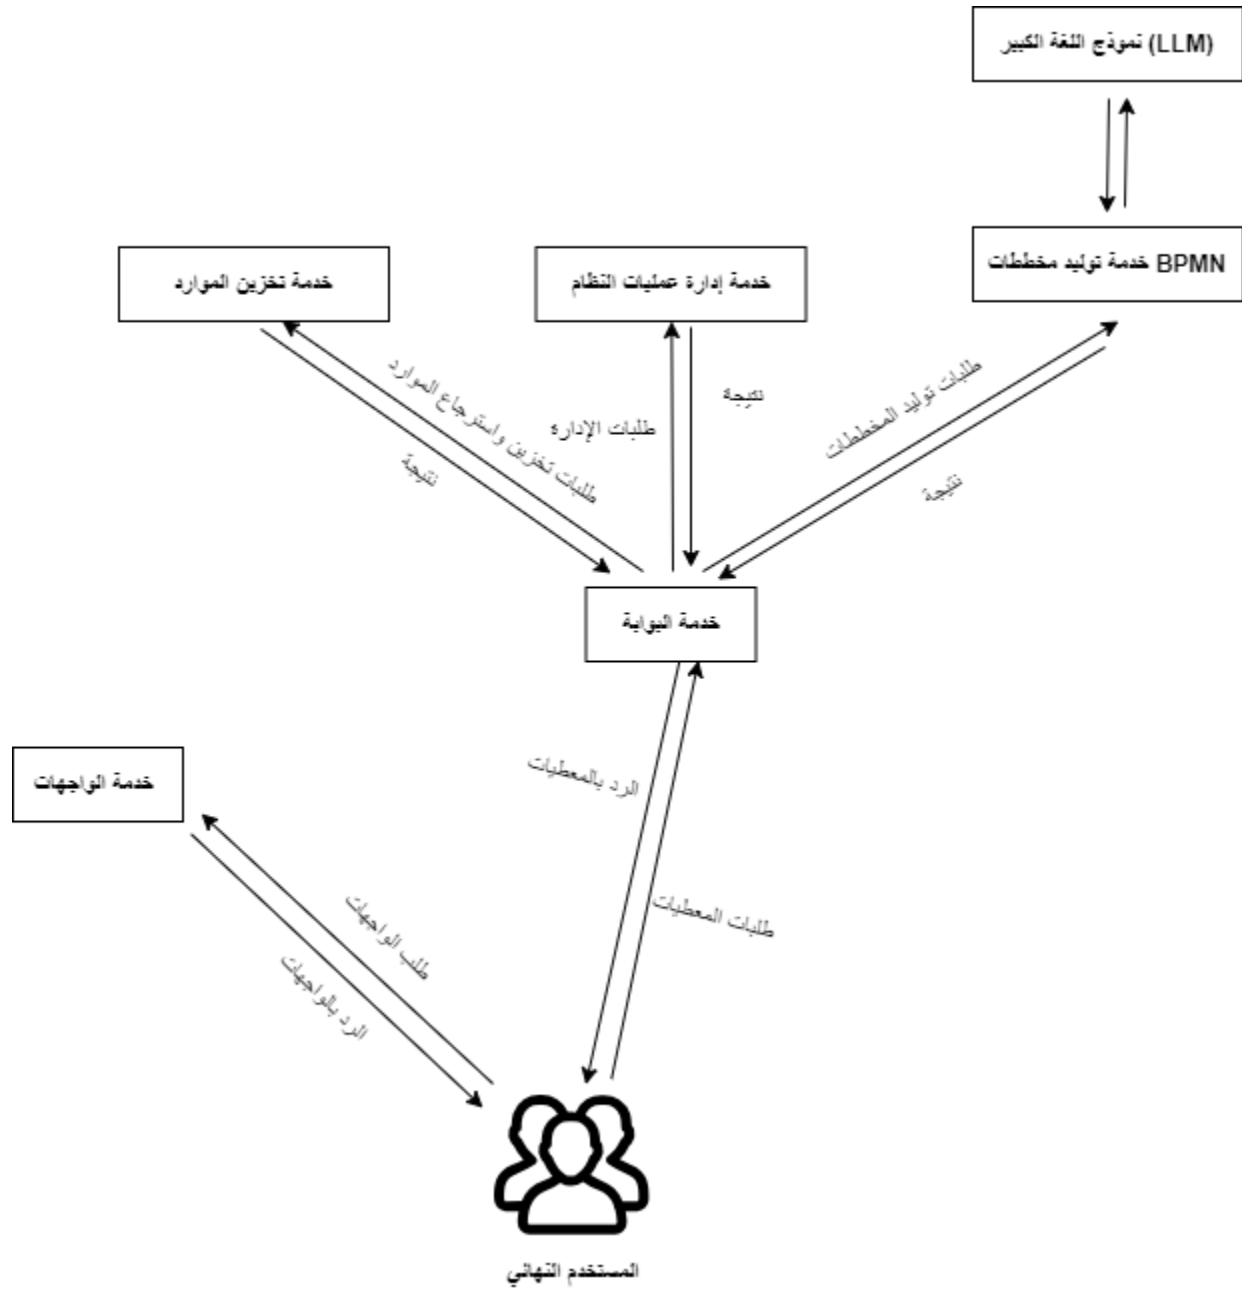 نموذج اللغة الكبير (LLM)
خدمة توليد مخططات BPMN
خدمة إدارة عمليات النظام
خدمة تخزين الموارد
طلبات توليد المخططات
نتيجة
نتيجة
طلبات الإدارة
طلبات تخزين واسترجاع الموارد
نتيجة
خدمة البوابة
الرد بالمعطيات
طلبات المعطيات
خدمة الواجهات
طلب الواجهات
الرد بالواجهات
المستخدم النهائي